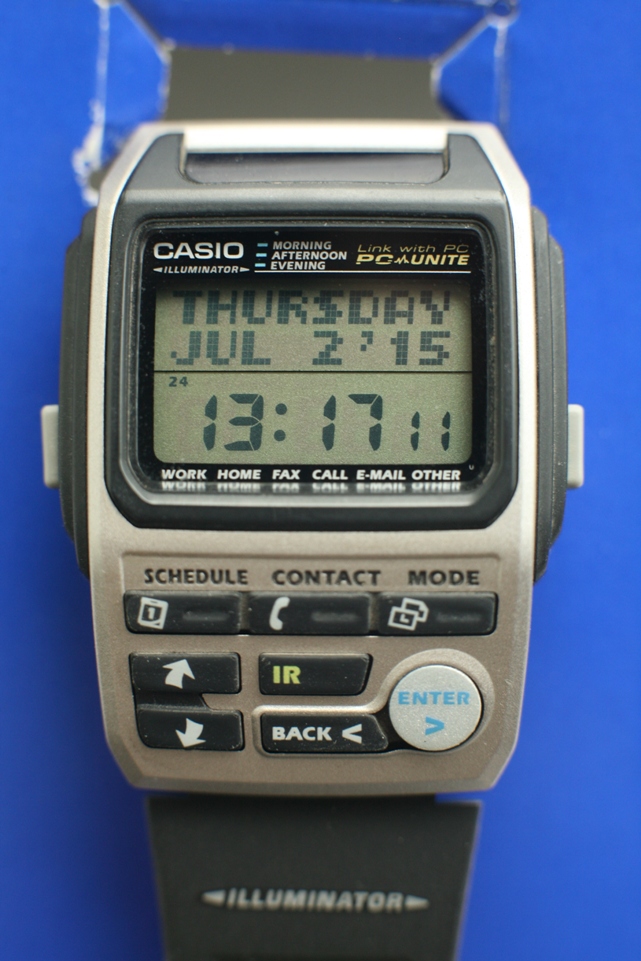 CASIO
ILLUMINATOR
MORNING
AFTERNOON
EVENING
Link with PC
PC UNITE
THURSDAY
JUL 2'15
24
13:17 11
WORK HOME FAX CALL E-MAIL OTHER
SCHEDULE CONTACT MODE
1
IR
ENTER
>
BACK <
ILLUMINATOR